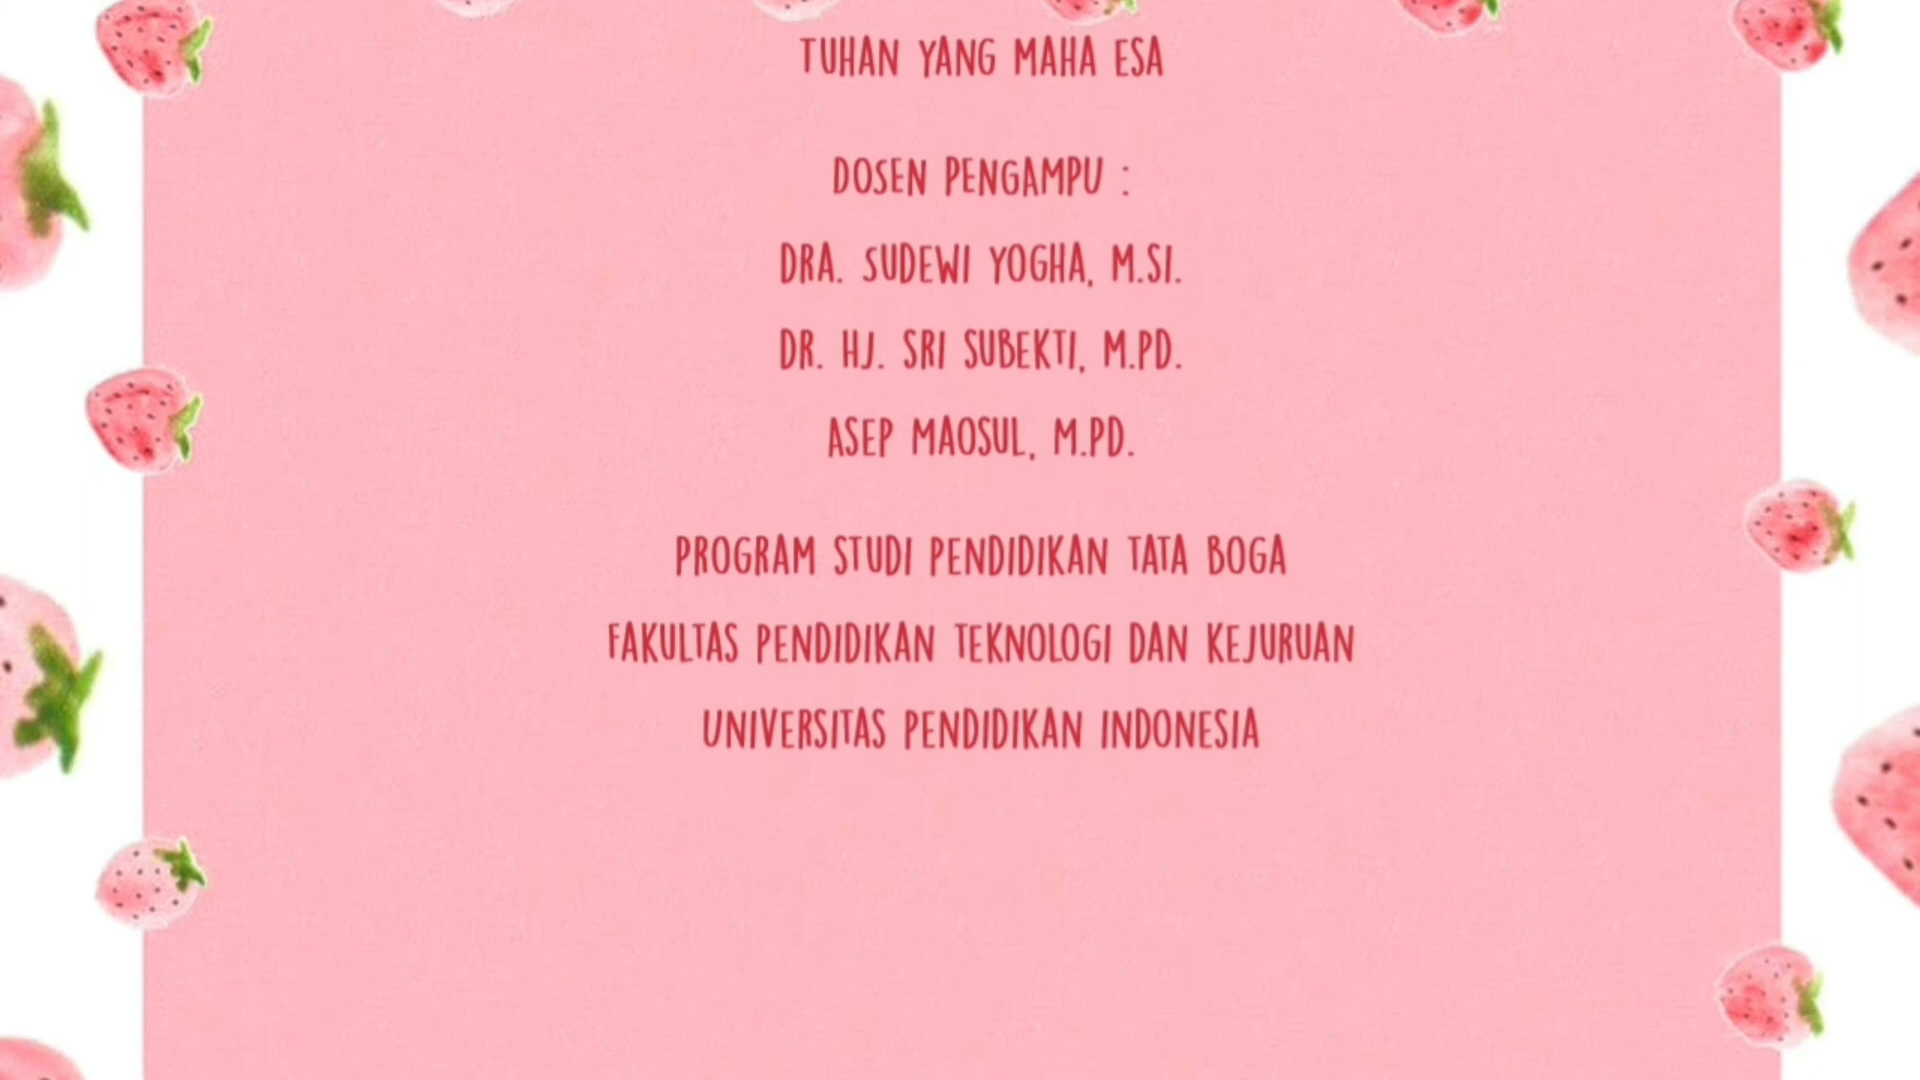 TUHAN YANG MAHA ESA
DOSEN PENGAMPU :
DRA. SUDEWI YOGHA, M.SI.
DR. HJ. SRI SUBEKTI, M.PD.
ASEP MAOSUL, M.PD.
PROGRAM STUDI PENDIDIKAN TATA BOGA
FAKULTAS PENDIDIKAN TEKNOLOGI DAN KEJURUAN
UNIVERSITAS PENDIDIKAN INDONESIA